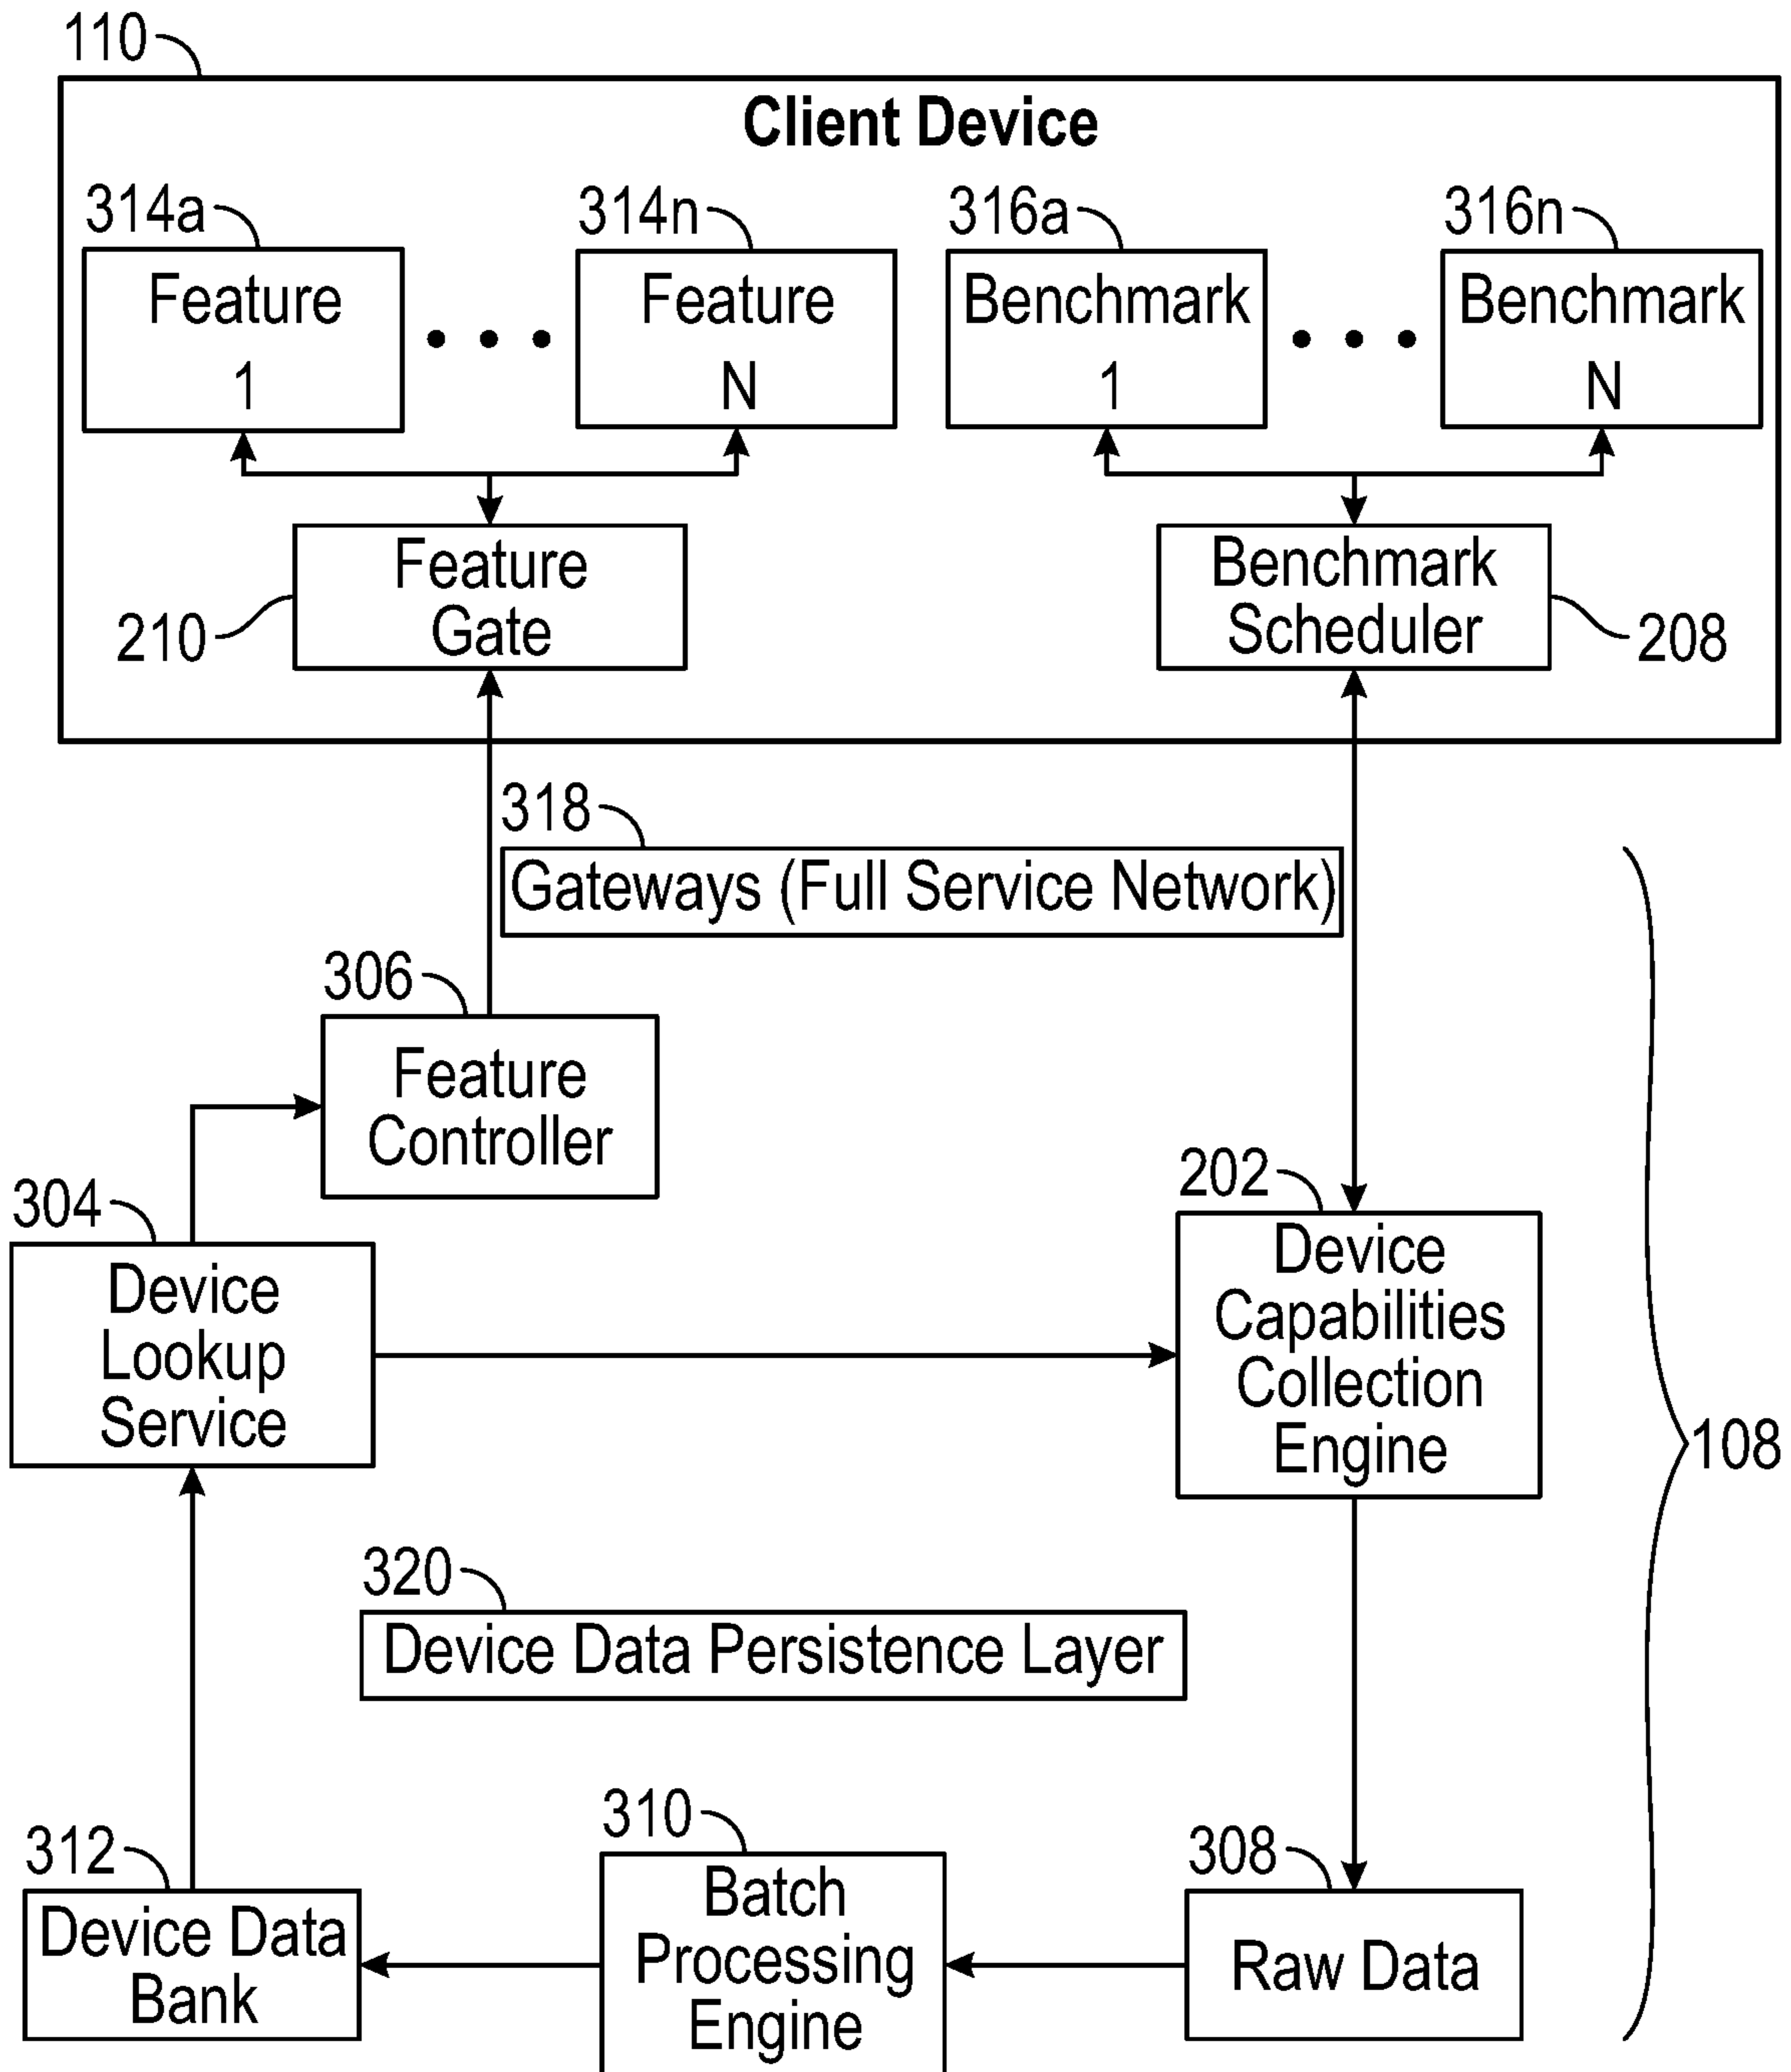 110
Client Device
314a
314n
316a
316n
Feature
1
Feature
N
Benchmark
1
Benchmark
N
Feature
Gate
210
Benchmark
Scheduler
208
318
Gateways (Full Service Network)
306
Feature
Controller
304
Device
Lookup
Service
202
Device
Capabilities
Collection
Engine
108
320
Device Data Persistence Layer
312
Device Data
Bank
310
Batch
Processing
Engine
308
Raw Data